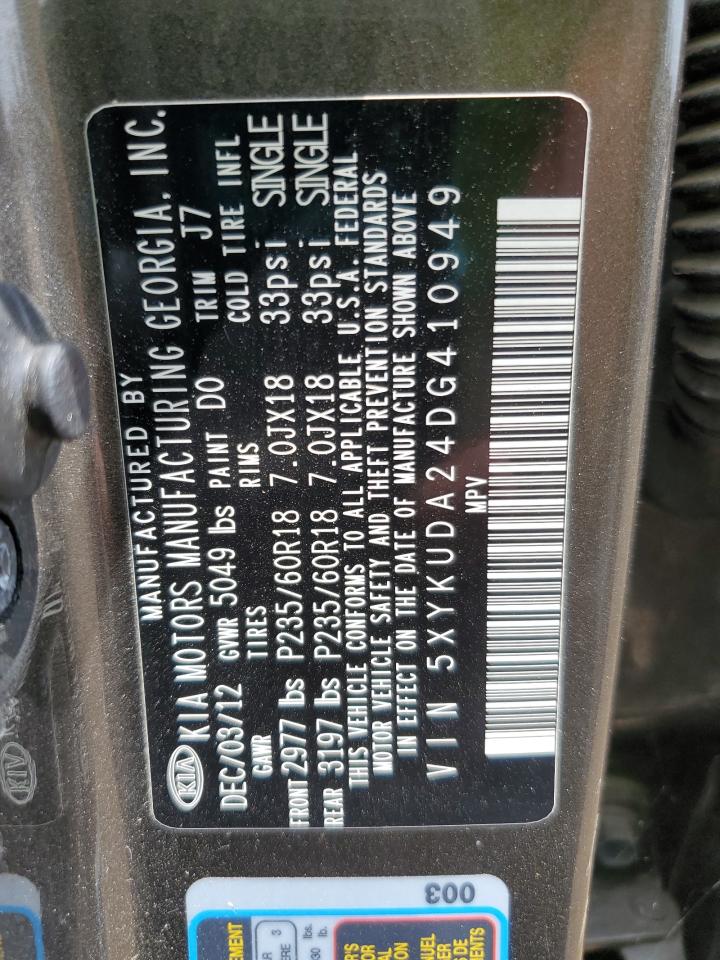 MANUFACTURED BY
KIA KIA MOTORS MANUFACTURING GEORGIA, INC.
DEC/03/12 GVWR 5049 lbs PAINT D0 TRIM J7
GAWR TIRES RIMS COLD TIRE INFL
FRONT 2977 lbs P235/60R18 7.0JX18 33psi SINGLE
REAR 3197 lbs P235/60R18 7.0JX18 33psi SINGLE
THIS VEHICLE CONFORMS TO ALL APPLICABLE U.S.A. FEDERAL
MOTOR VEHICLE SAFETY AND THEFT PREVENTION STANDARDS
IN EFFECT ON THE DATE OF MANUFACTURE SHOWN ABOVE
VIN 5XYKUDA24DG410949
MPV
003